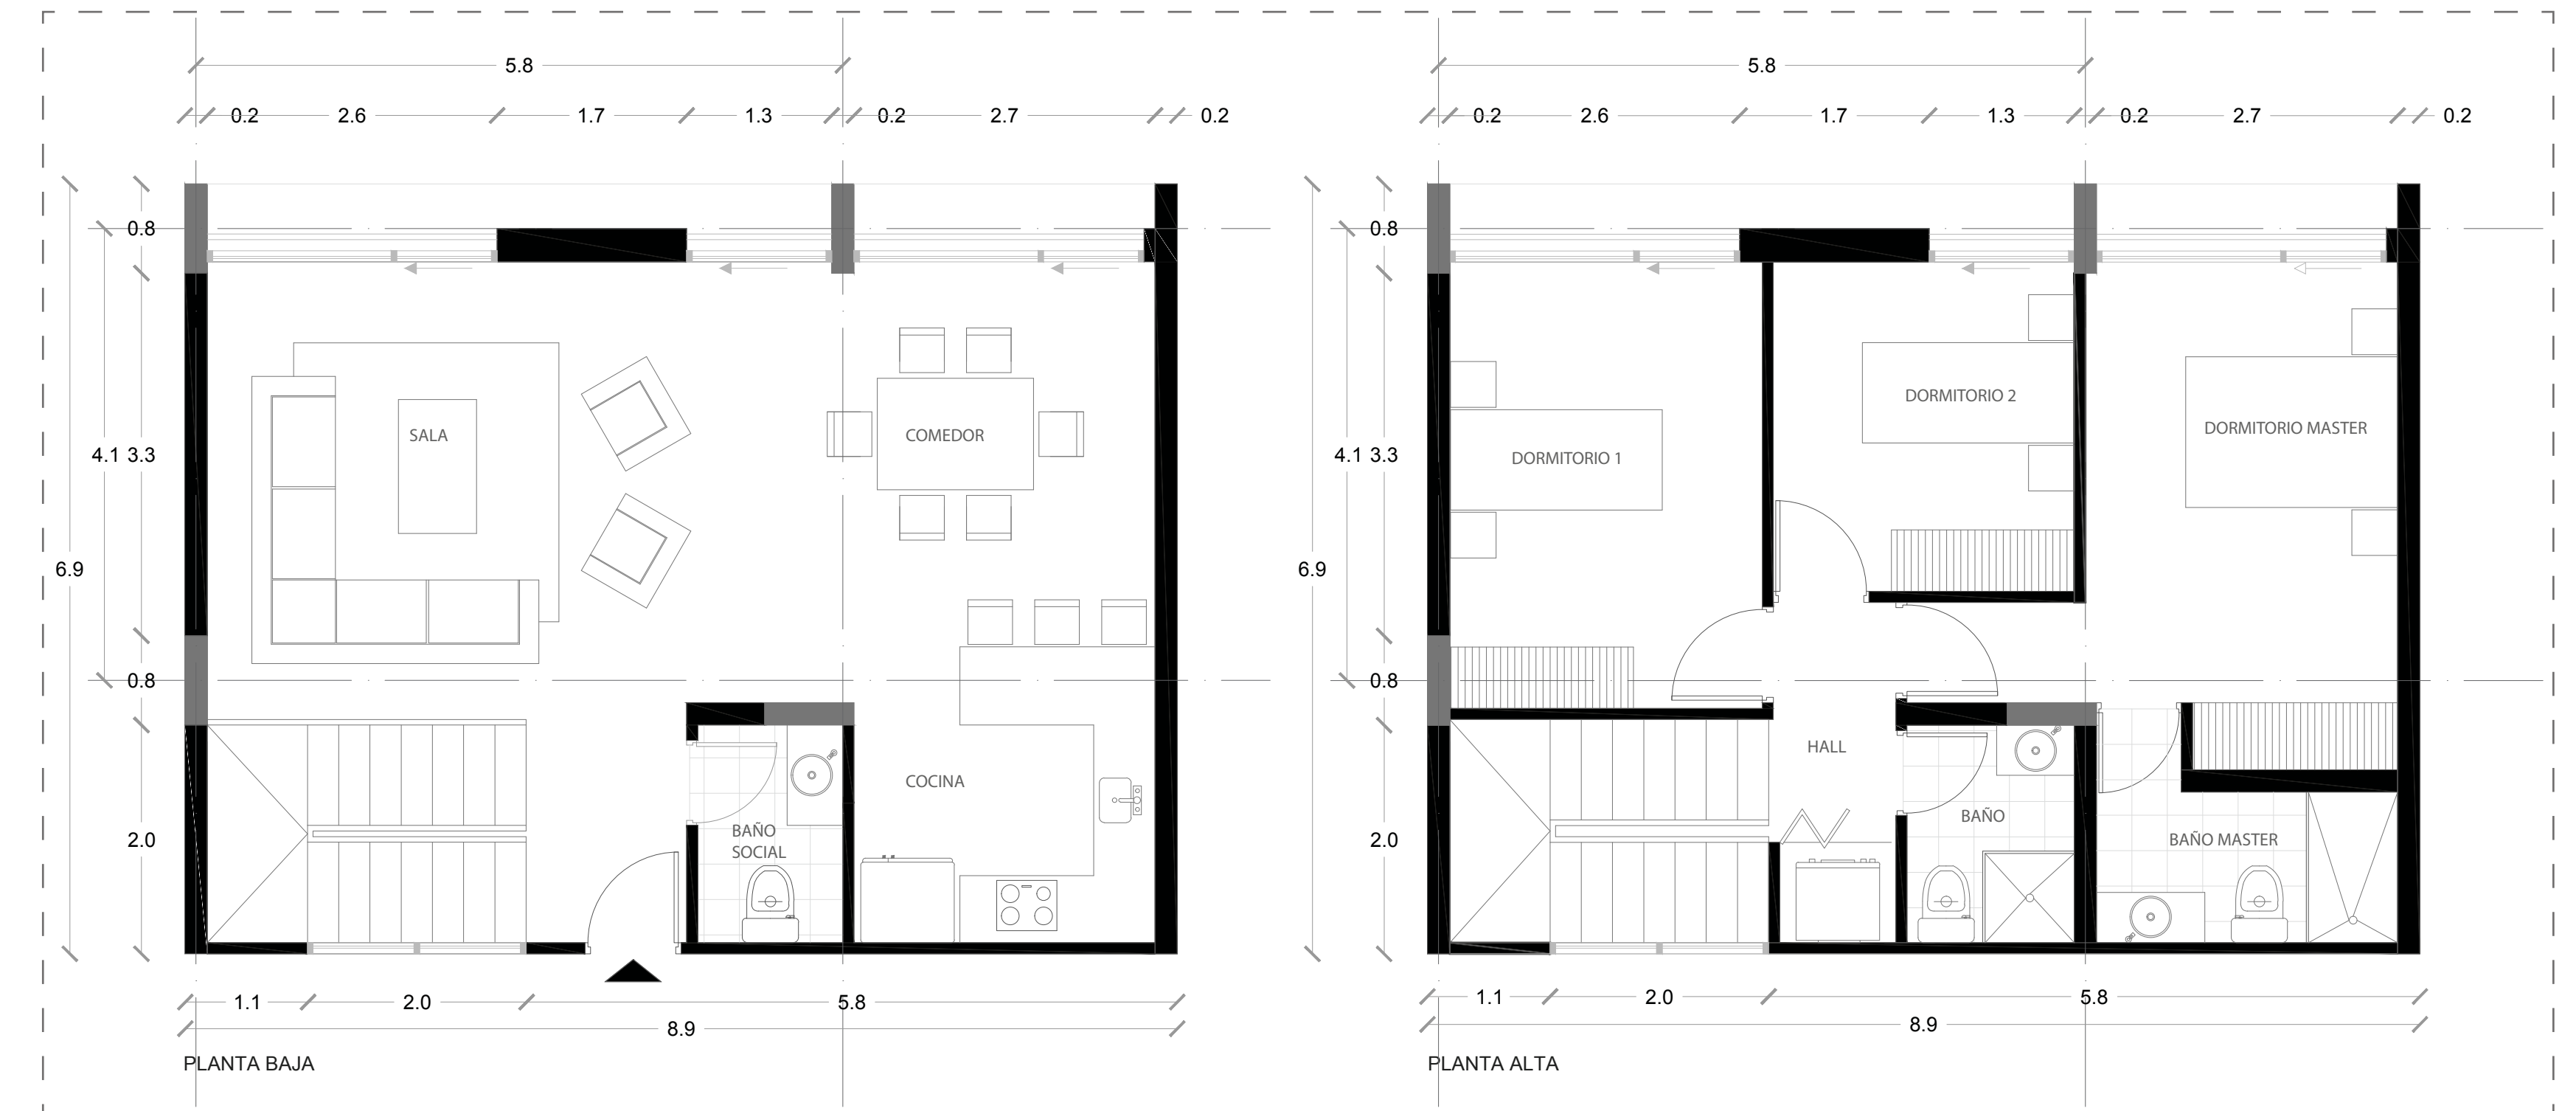 5.8
0.2 2.6 1.7 1.3 0.2 2.7 0.2
0.8
4.1 3.3
6.9
0.8
2.0
SALA
COMEDOR
COCINA
BAÑO
SOCIAL
1.1 2.0 5.8
8.9
PLANTA BAJA
5.8
0.2 2.6 1.7 1.3 0.2 2.7 0.2
0.8
4.1 3.3
6.9
0.8
2.0
DORMITORIO 1
DORMITORIO 2
DORMITORIO MASTER
HALL
BAÑO
BAÑO MASTER
1.1 2.0 5.8
8.9
PLANTA ALTA